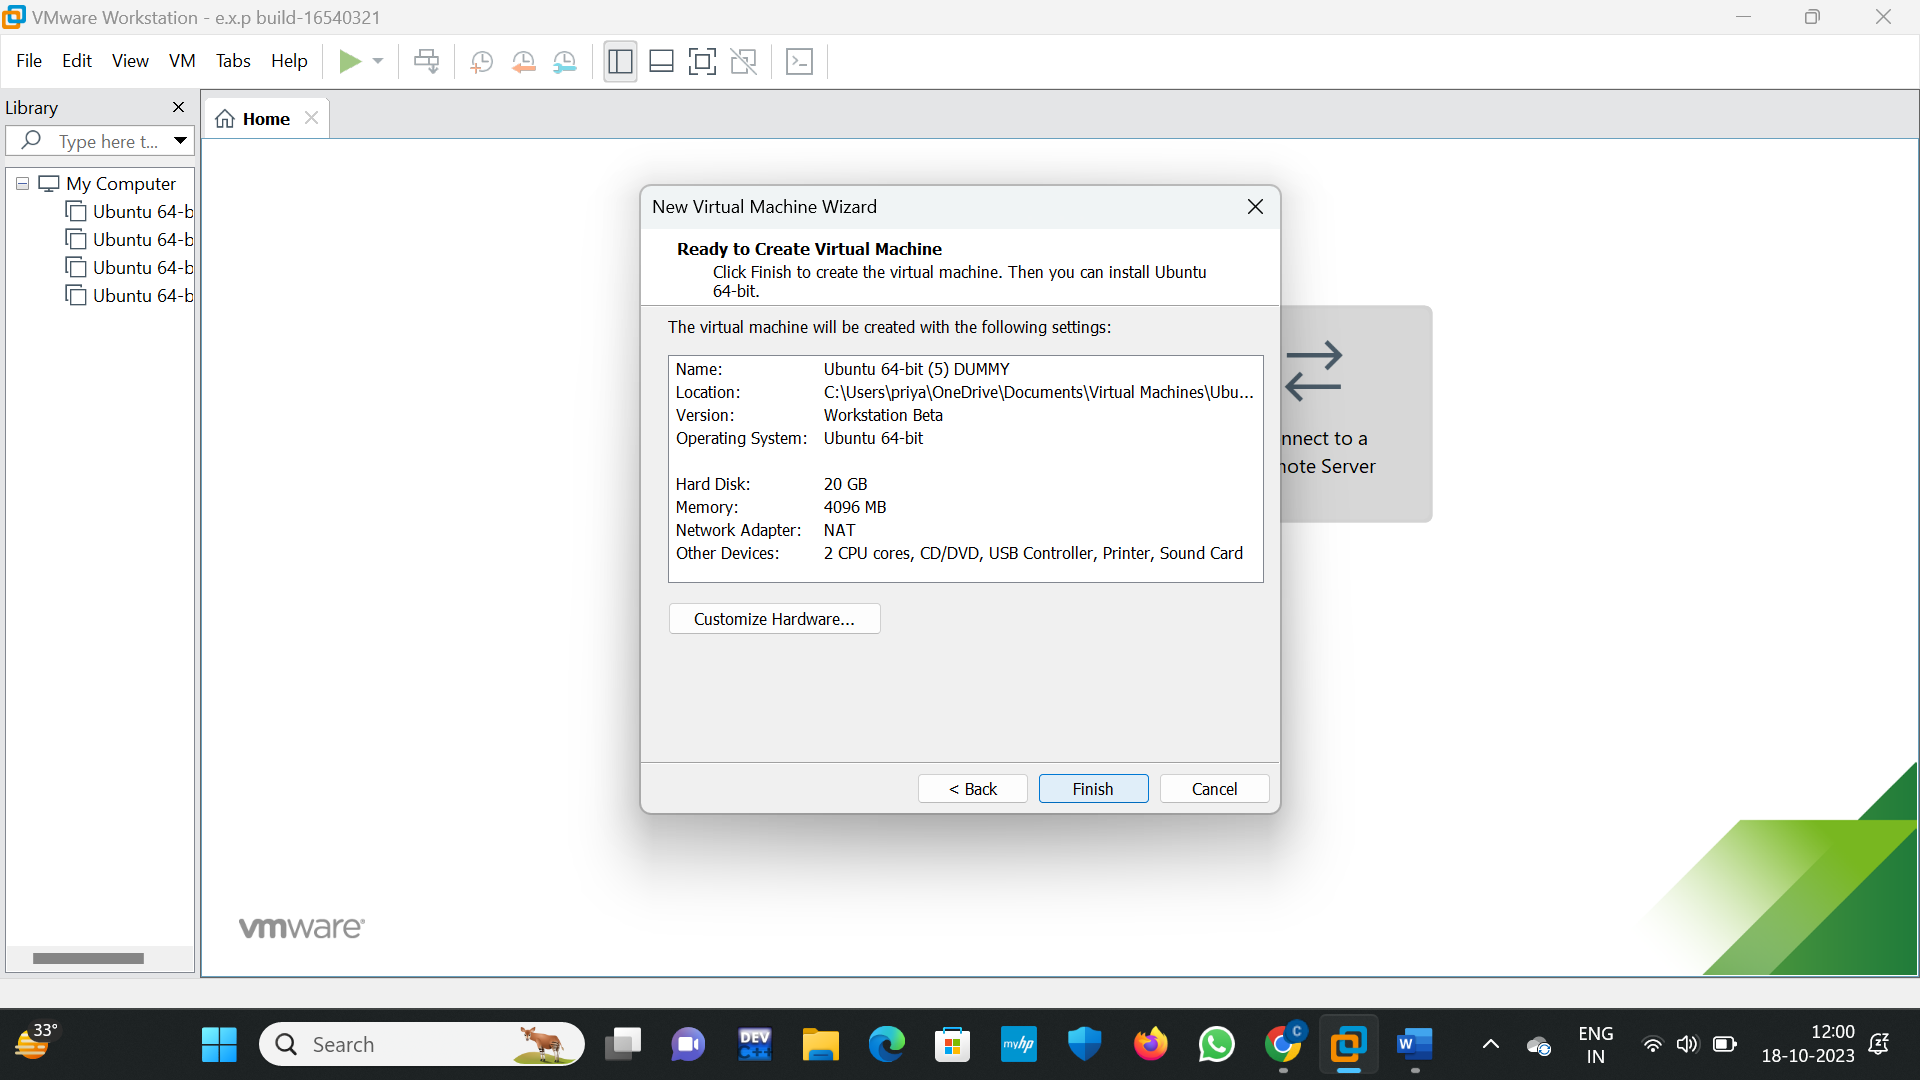 VMware Workstation - e.x.p build-16540321
File Edit View VM Tabs Help
Library
Home
Type here t...
My Computer
Ubuntu 64-b
Ubuntu 64-b
Ubuntu 64-b
Ubuntu 64-b
New Virtual Machine Wizard
Ready to Create Virtual Machine
Click Finish to create the virtual machine. Then you can install Ubuntu
64-bit.
The virtual machine will be created with the following settings:
Name: Ubuntu 64-bit (5) DUMMY
Location: C:\Users\priya\OneDrive\Documents\Virtual Machines\Ubu...
Version: Workstation Beta
Operating System: Ubuntu 64-bit
Hard Disk: 20 GB
Memory: 4096 MB
Network Adapter: NAT
Other Devices: 2 CPU cores, CD/DVD, USB Controller, Printer, Sound Card
Customize Hardware...
< Back Finish Cancel
nnect to a
note Server
vmware®
33°
Search
DEV
C++
myhp
C
W
ENG
IN
12:00
18-10-2023